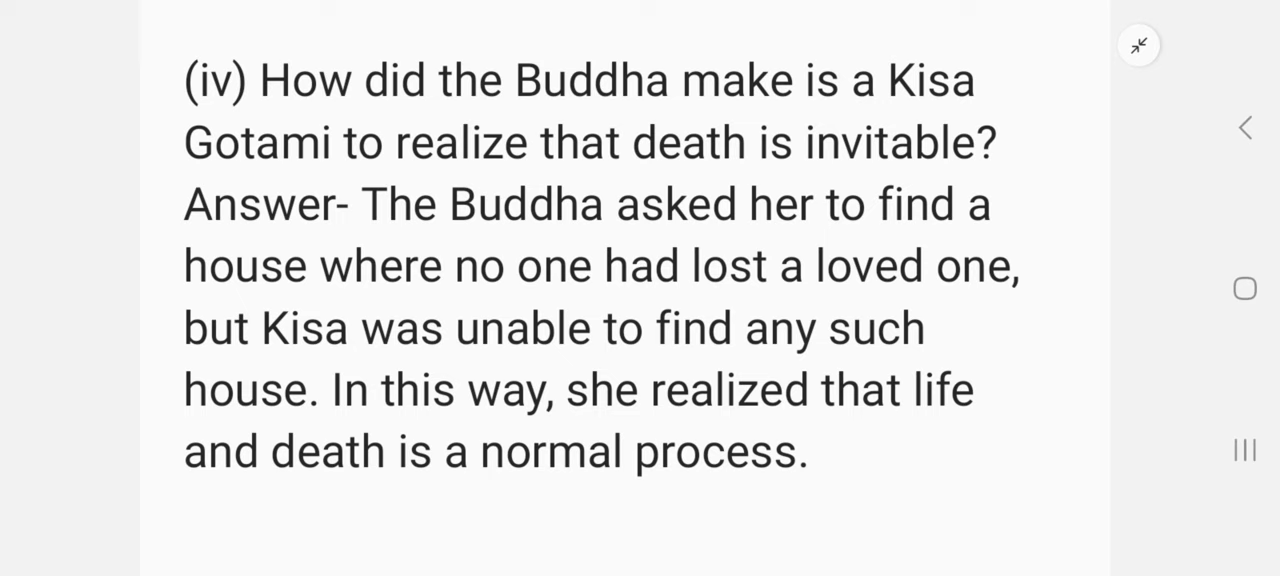 (iv) How did the Buddha make is a Kisa
Gotami to realize that death is invitable?
Answer- The Buddha asked her to find a
house where no one had lost a loved one,
but Kisa was unable to find any such
house. In this way, she realized that life
and death is a normal process.